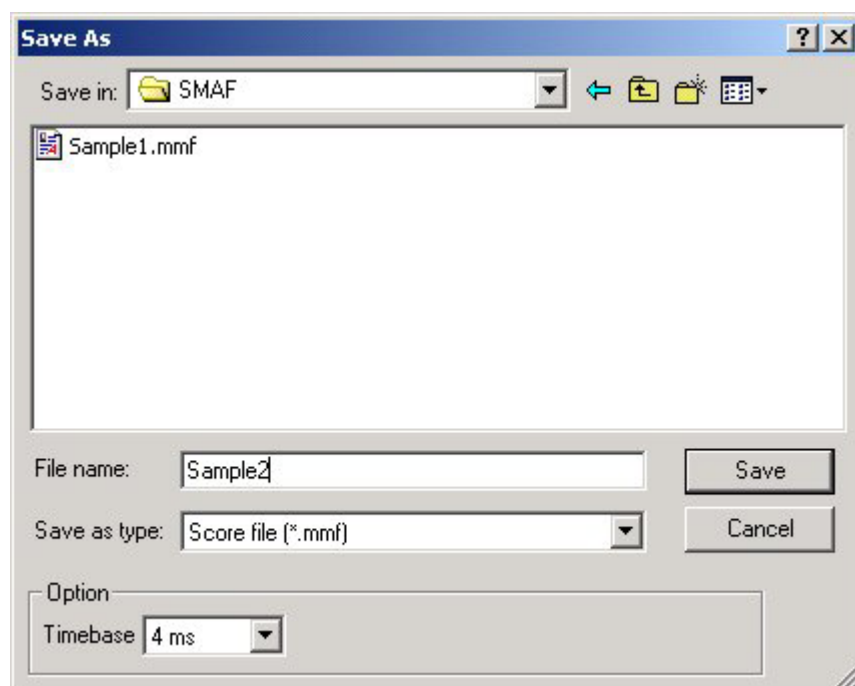 Save As
Save in: SMAF
Sample1.mmf
File name: Sample2
Save
Save as type: Score file (*.mmf)
Cancel
Option
Timebase 4 ms